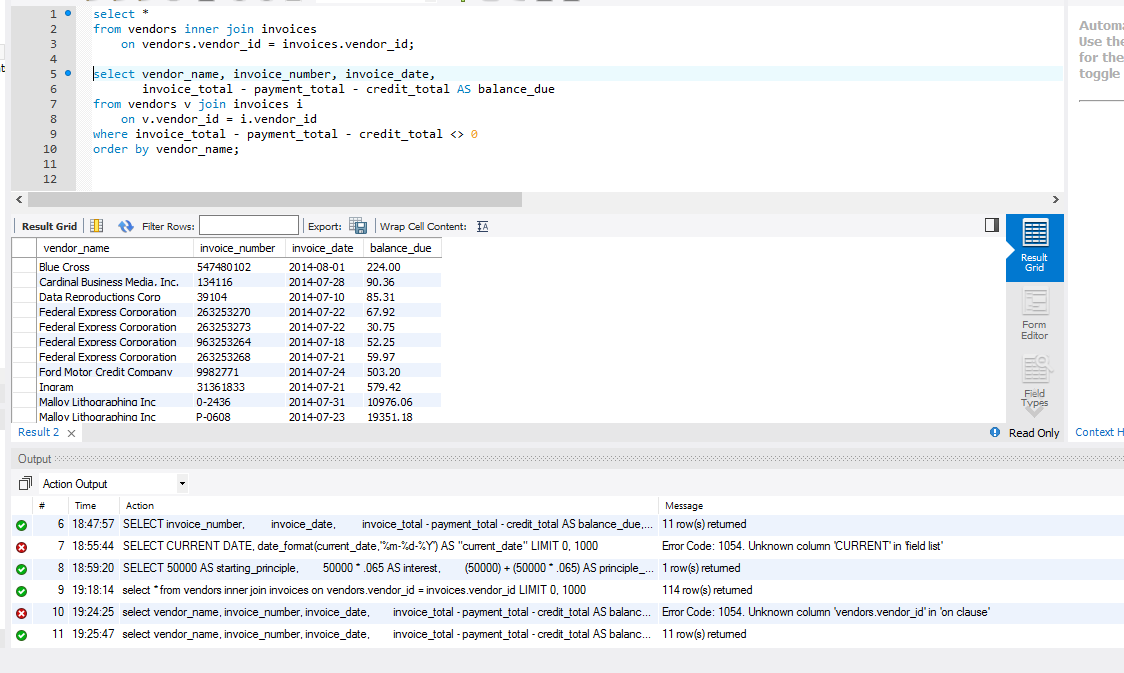 1 select *
2 from vendors inner join invoices
3 on vendors.vendor_id = invoices.vendor_id;
4
5 select vendor_name, invoice_number, invoice_date,
6 invoice_total - payment_total - credit_total AS balance_due
7 from vendors v join invoices i
8 on v.vendor_id = i.vendor_id
9 where invoice_total - payment_total - credit_total <> 0
10 order by vendor_name;
11
12
Automa
Use the
for the
toggle
Result Grid Filter Rows: Export: Wrap Cell Content:
vendor_name invoice_number invoice_date balance_due
Blue Cross 547480102 2014-08-01 224.00
Cardinal Business Media, Inc. 134116 2014-07-28 90.36
Data Reproductions Corp 39104 2014-07-10 85.31
Federal Express Corporation 263253270 2014-07-22 67.92
Federal Express Corporation 263253273 2014-07-22 30.75
Federal Express Corporation 963253264 2014-07-18 52.25
Federal Express Corporation 263253268 2014-07-21 59.97
Ford Motor Credit Company 9982771 2014-07-24 503.20
Ingram 31361833 2014-07-21 579.42
Malloy Lithographing Inc 0-2436 2014-07-31 10976.06
Malloy Lithographing Inc P-0608 2014-07-23 19351.18
Result
Grid
Form
Editor
Field
Types
Result 2
Read Only
Context H
Output
Action Output
# Time Action Message
6 18:47:57 SELECT invoice_number, invoice_date, invoice_total - payment_total - credit_total AS balance_due,... 11 row(s) returned
7 18:55:44 SELECT CURRENT DATE, date_format(current_date,'%m-%d-%Y') AS "current_date" LIMIT 0, 1000 Error Code: 1054. Unknown column 'CURRENT' in 'field list'
8 18:59:20 SELECT 50000 AS starting_principle, 50000 * .065 AS interest, (50000) + (50000 * .065) AS principle_... 1 row(s) returned
9 19:18:14 select * from vendors inner join invoices on vendors.vendor_id = invoices.vendor_id LIMIT 0, 1000 114 row(s) returned
10 19:24:25 select vendor_name, invoice_number, invoice_date, invoice_total - payment_total - credit_total AS balanc... Error Code: 1054. Unknown column 'vendors.vendor_id' in 'on clause'
11 19:25:47 select vendor_name, invoice_number, invoice_date, invoice_total - payment_total - credit_total AS balanc... 11 row(s) returned